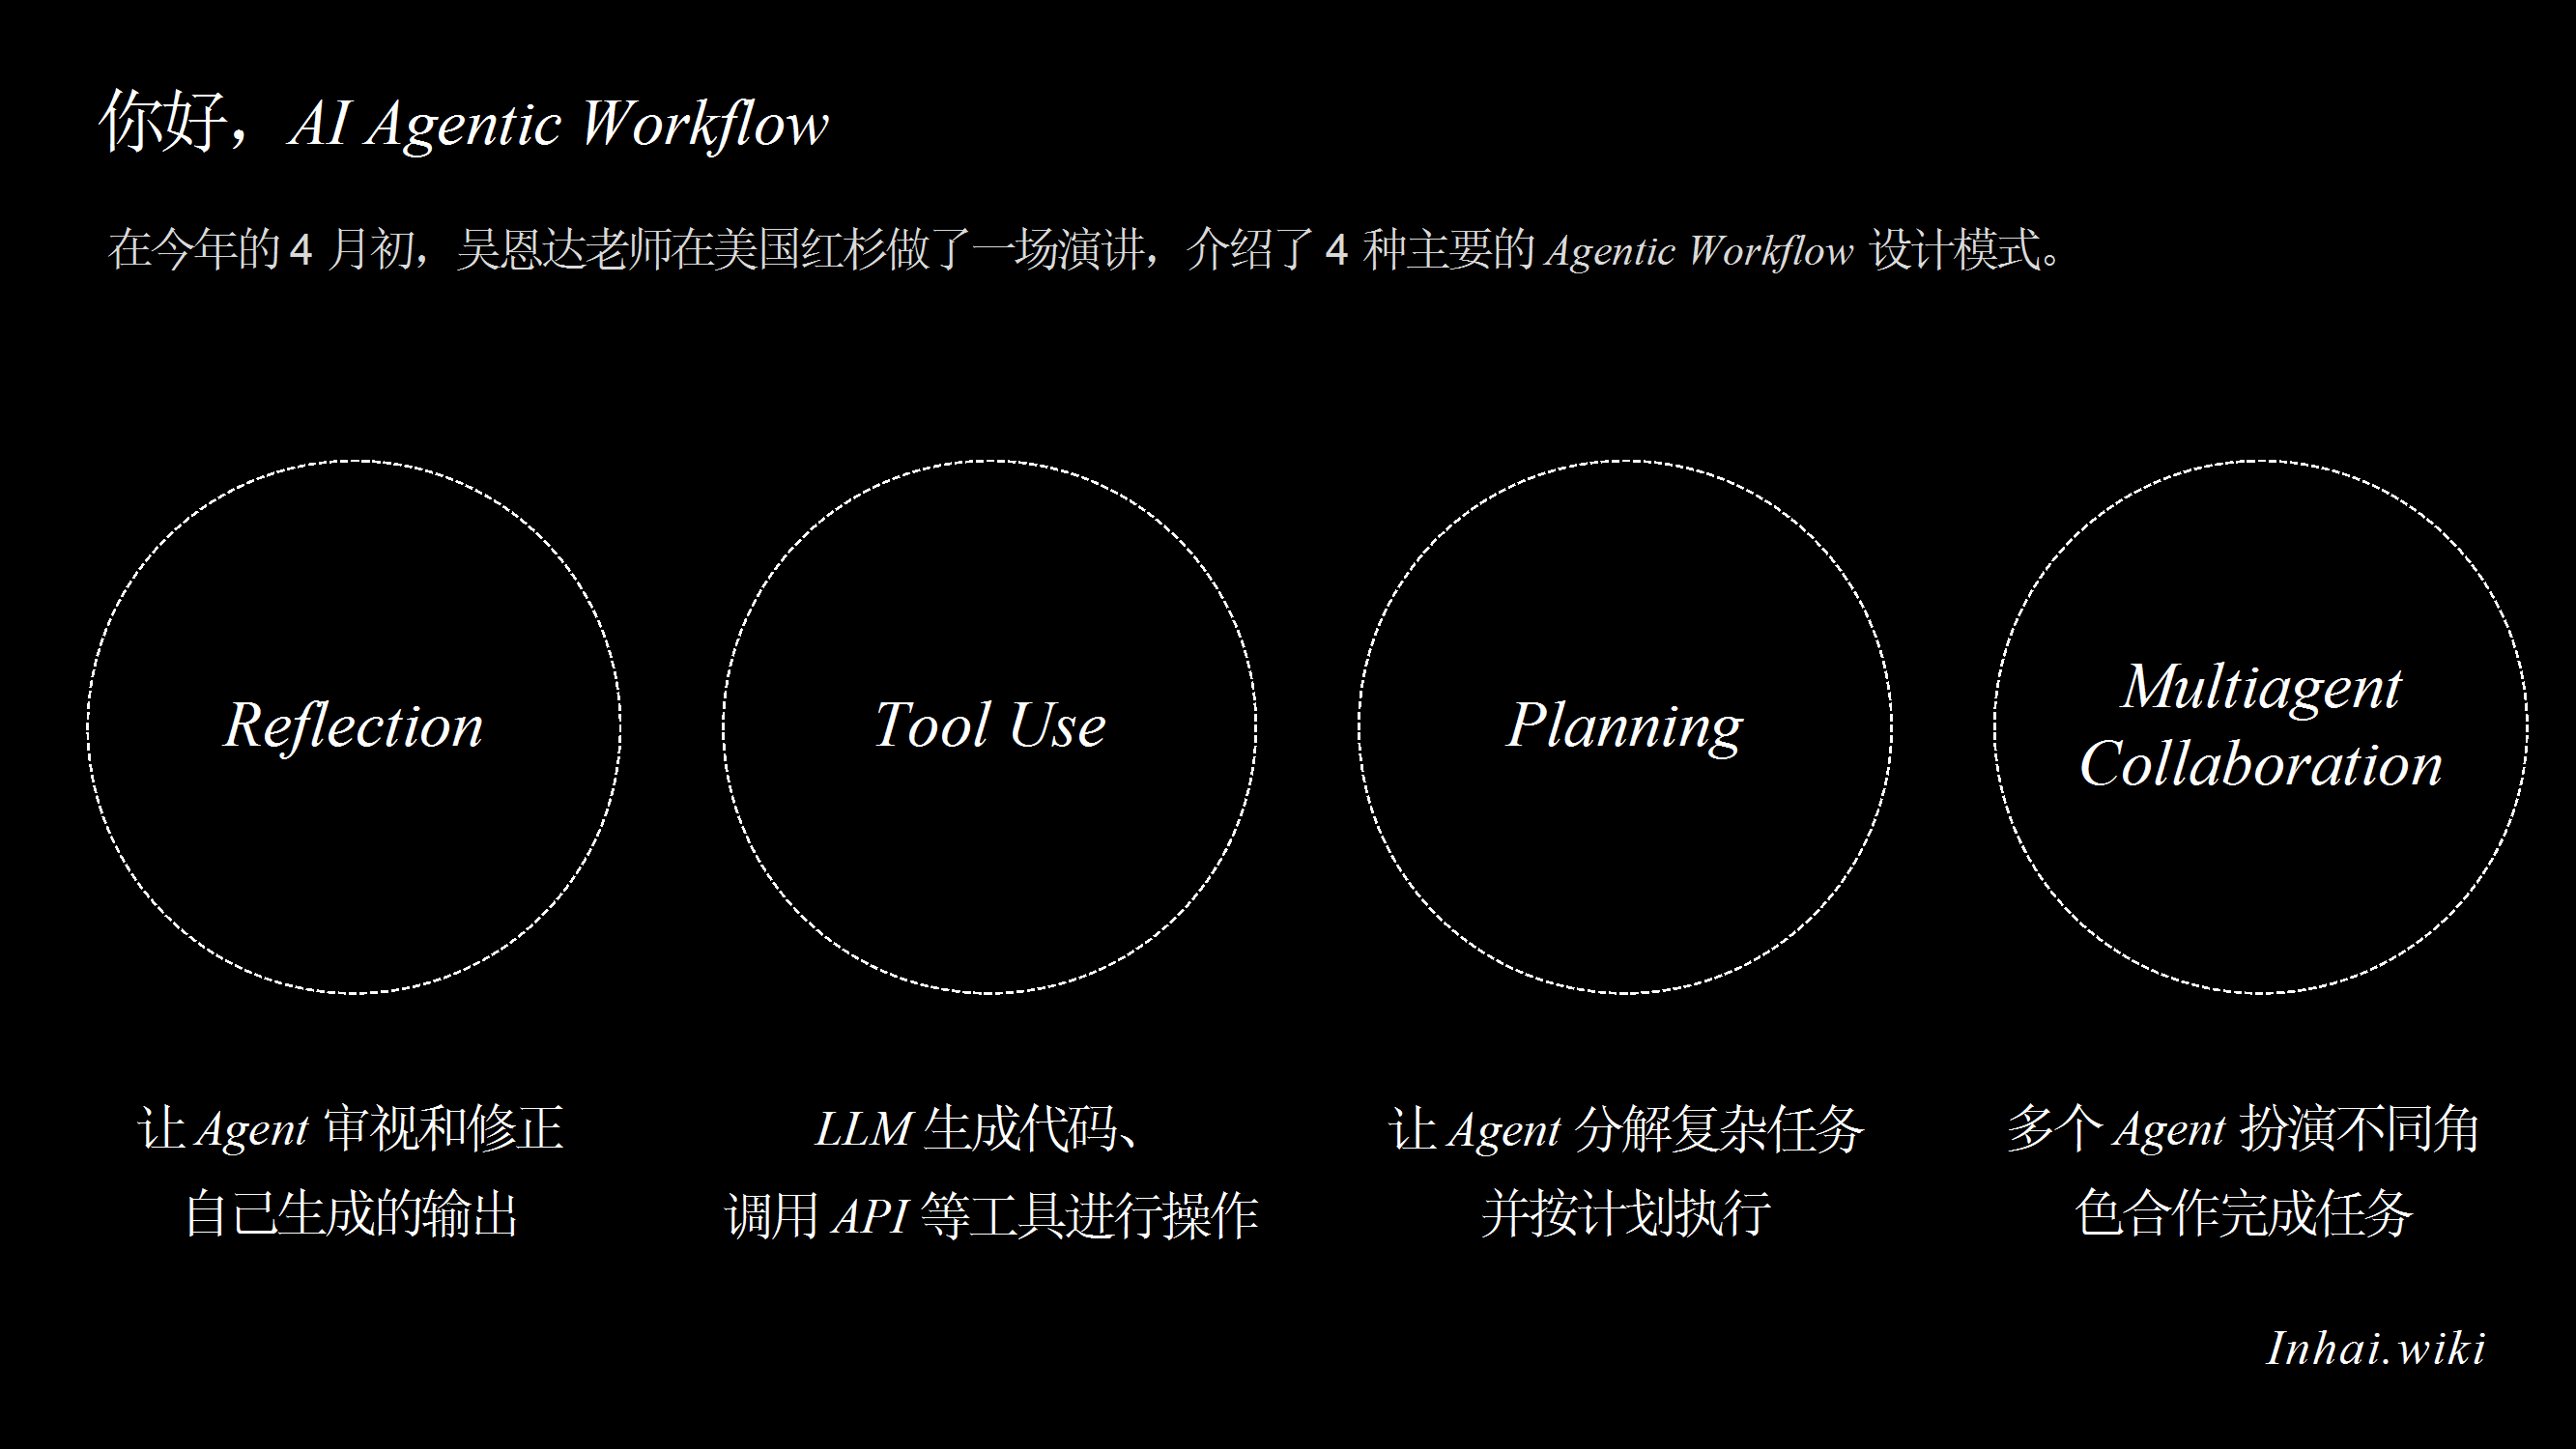 你好，AI Agentic Workflow
在今年的 4 月初，吴恩达老师在美国红杉做了一场演讲，介绍了 4 种主要的 Agentic Workflow 设计模式。
Reflection
Tool Use
Planning
Multiagent
Collaboration
让 Agent 审视和修正
自己生成的输出
LLM 生成代码、
调用 API 等工具进行操作
让 Agent 分解复杂任务
并按计划执行
多个 Agent 扮演不同角
色合作完成任务
Inhai.wiki